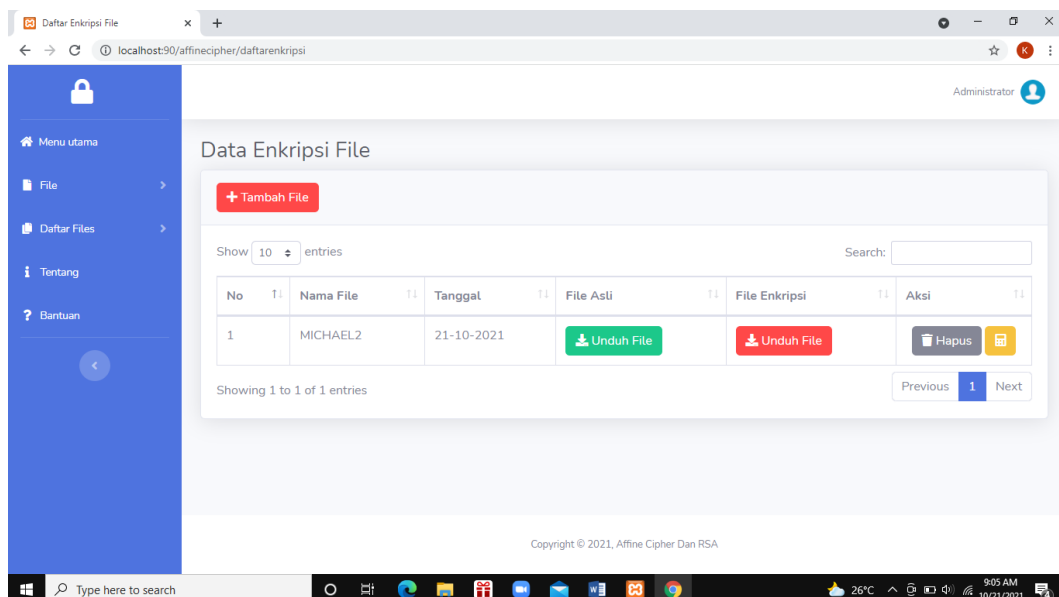 Daftar Enkripsi File
localhost:90/affinecipher/daftarenkripsi
K
Administrator
Menu utama
File
Daftar Files
Tentang
Bantuan
Data Enkripsi File
Tambah File
Show 10 entries
Search:
No Nama File Tanggal File Asli File Enkripsi Aksi
1 MICHAEL2 21-10-2021 Unduh File Unduh File Hapus
Showing 1 to 1 of 1 entries
Previous 1 Next
Copyright © 2021, Affine Cipher Dan RSA
Type here to search
26°C
9:05 AM
10/21/2021